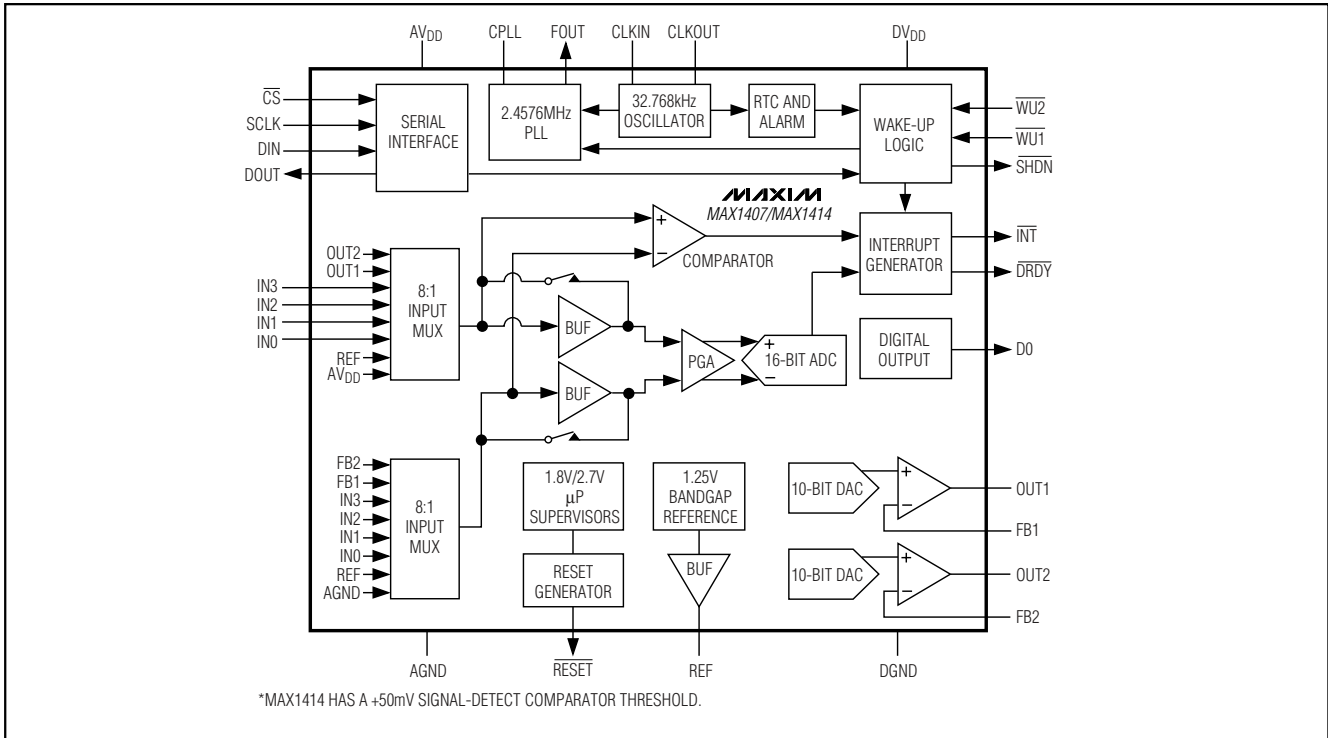 AVDD CPLL FOUT CLKIN CLKOUT DVDD
CS
SCLK
DIN
DOUT
SERIAL
INTERFACE
2.4576MHz
PLL
32.768kHz
OSCILLATOR
RTC AND
ALARM
WAKE-UP
LOGIC
WU2
WU1
SHDN
MAXIM
MAX1407/MAX1414
+
−
COMPARATOR
INTERRUPT
GENERATOR
INT
DRDY
OUT2
OUT1
IN3
IN2
IN1
IN0
REF
AVDD
8:1
INPUT
MUX
BUF
BUF
PGA
+
−
16-BIT ADC
DIGITAL
OUTPUT
D0
FB2
FB1
IN3
IN2
IN1
IN0
REF
AGND
8:1
INPUT
MUX
1.8V/2.7V
μP
SUPERVISORS
RESET
GENERATOR
1.25V
BANDGAP
REFERENCE
BUF
10-BIT DAC
+
−
OUT1
FB1
10-BIT DAC
+
−
OUT2
FB2
AGND RESET REF DGND
*MAX1414 HAS A +50mV SIGNAL-DETECT COMPARATOR THRESHOLD.